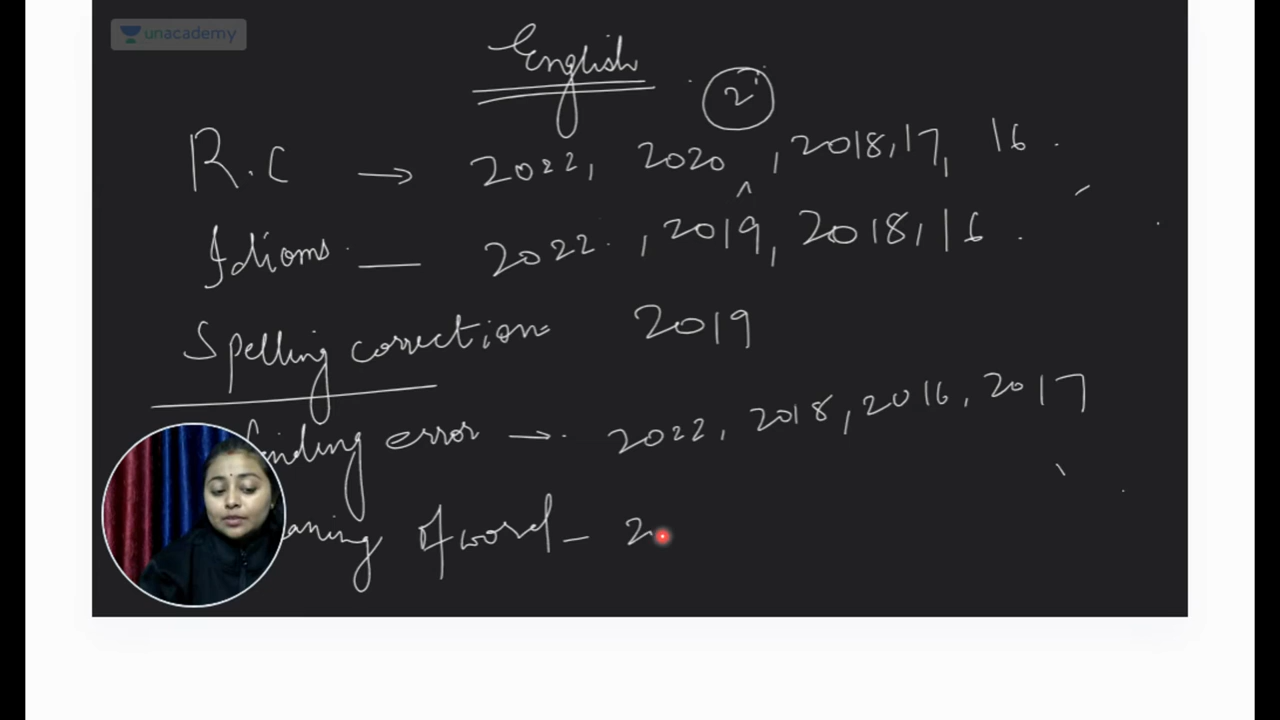 unacademy
English
2
R.C → 2022, 2020, 2018, 17, 16.
Idioms — 2022, 2019, 2018, 16.
Spelling correction 2019
error → 2022, 2018, 2016, 2017
of word - 2